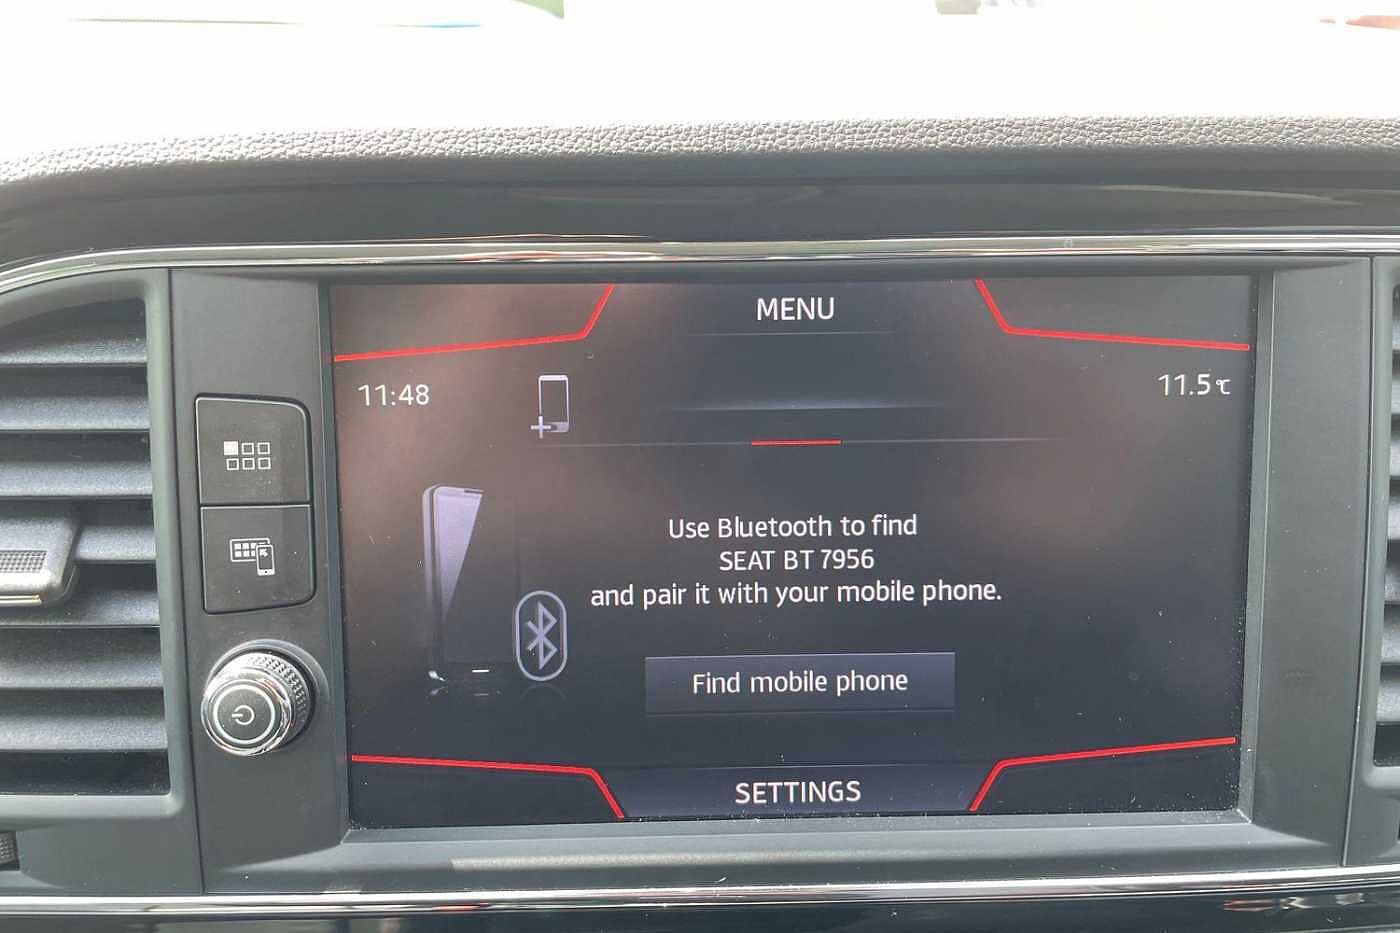 MENU
11:48
11.5℃
Use Bluetooth to find
SEAT BT 7956
and pair it with your mobile phone.
Find mobile phone
SETTINGS